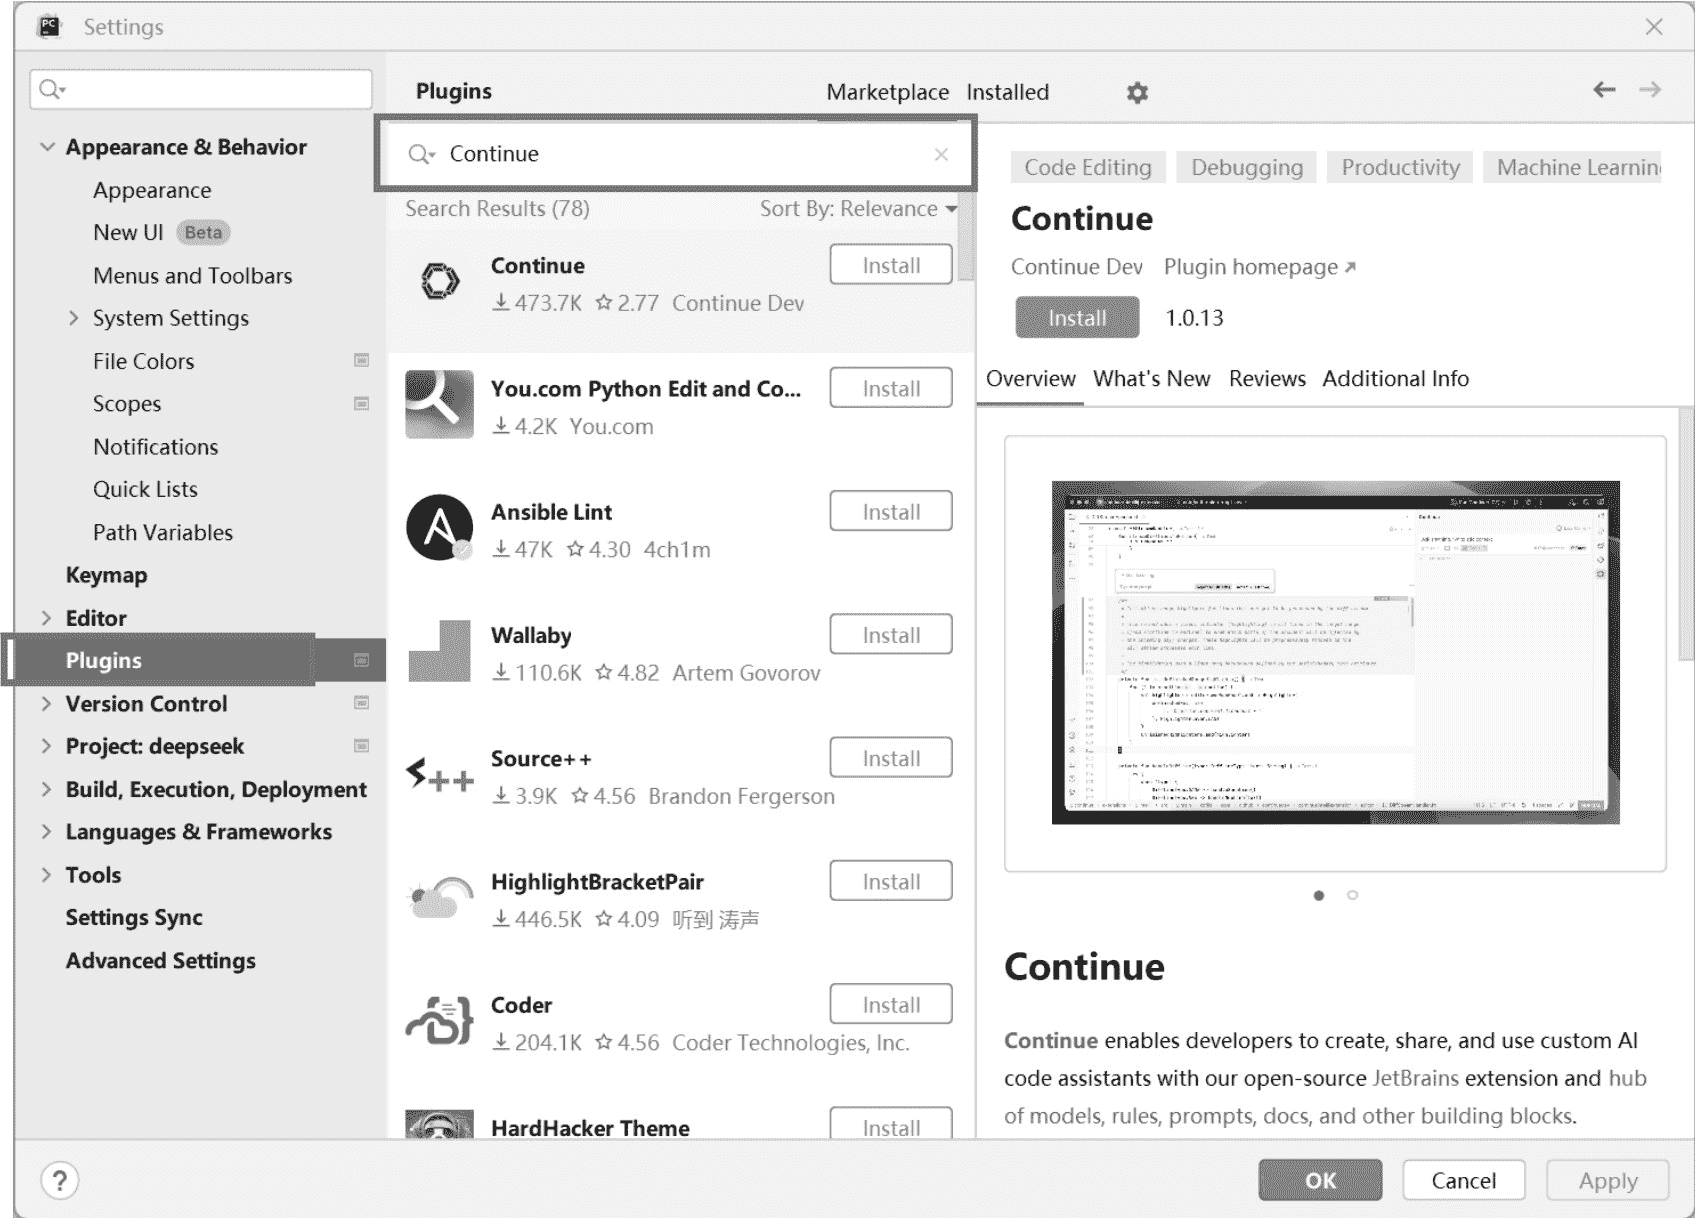 Settings
Plugins
Marketplace Installed
Appearance & Behavior
Appearance
New UI Beta
Menus and Toolbars
System Settings
File Colors
Scopes
Notifications
Quick Lists
Path Variables
Keymap
Editor
Plugins
Version Control
Project: deepseek
Build, Execution, Deployment
Languages & Frameworks
Tools
Settings Sync
Advanced Settings
Continue
Search Results (78) Sort By: Relevance
Continue Install
473.7K 2.77 Continue Dev
You.com Python Edit and Co... Install
4.2K You.com
Ansible Lint Install
47K 4.30 4ch1m
Wallaby Install
110.6K 4.82 Artem Govorov
Source++ Install
3.9K 4.56 Brandon Fergerson
HighlightBracketPair Install
446.5K 4.09 听到 涛声
Coder Install
204.1K 4.56 Coder Technologies, Inc.
HardHacker Theme Install
Code Editing Debugging Productivity Machine Learnin
Continue
Continue Dev Plugin homepage
Install 1.0.13
Overview What's New Reviews Additional Info
Continue
Continue enables developers to create, share, and use custom AI
code assistants with our open-source JetBrains extension and hub
of models, rules, prompts, docs, and other building blocks.
? OK Cancel Apply